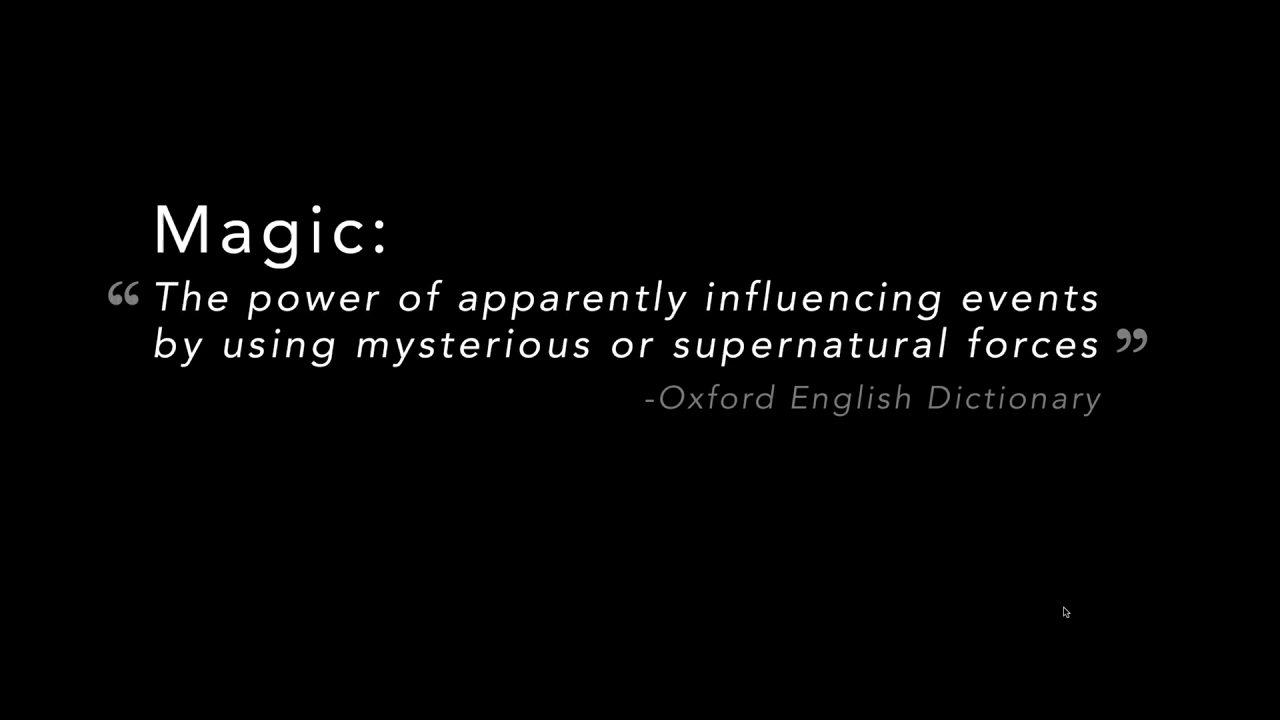 Magic:
“The power of apparently influencing events
by using mysterious or supernatural forces”
-Oxford English Dictionary